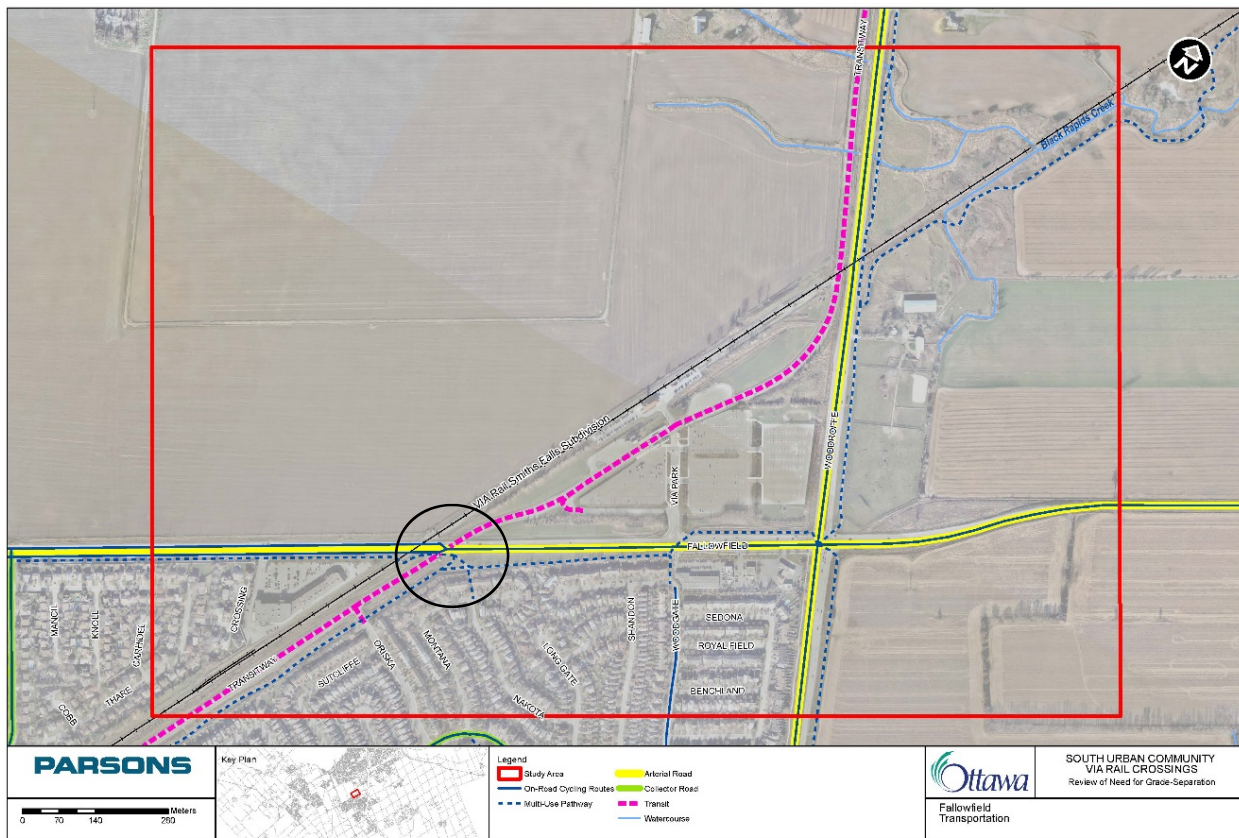 TRANSITWAY
N
Black Rapids Creek
VIA Rail Smiths Falls Subdivision
WOODROFFE
VIA PARK
FALLOWFIELD
MANCIL
KNOLL
CARHIDEL
CROSSING
THARE
COBB
TRANSITWAY
SUTCLIFFE
ORISKA
MONTANA
NAKOTA
LONG GATE
SHANDON
WOODGATE
SEDONA
ROYAL FIELD
BENCHLAND
PARSONS
Meters
0 70 140 280
Key Plan
Legend
Study Area
On-Road Cycling Routes
Multi-Use Pathway
Arterial Road
Collector Road
Transit
Watercourse
Ottawa
SOUTH URBAN COMMUNITY
VIA RAIL CROSSINGS
Review of Need for Grade-Separation
Fallowfield
Transportation